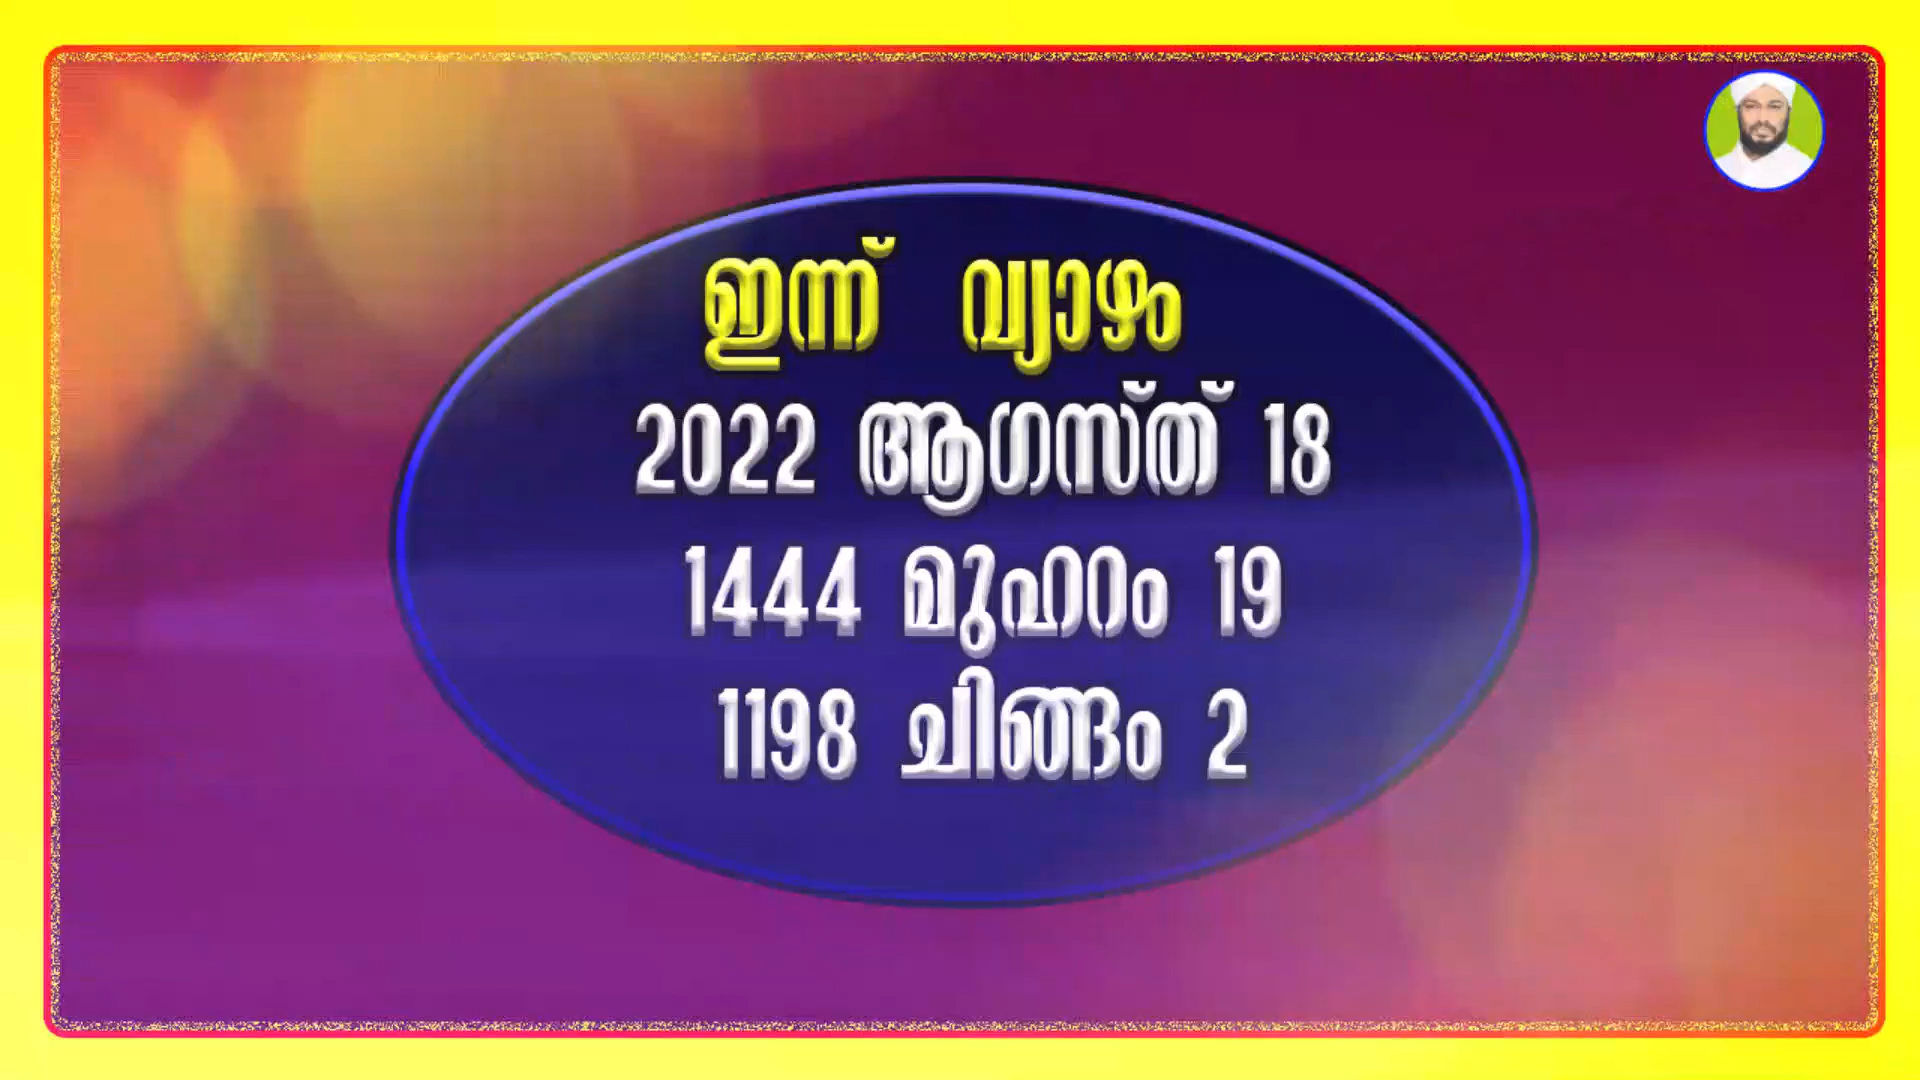 ഇന്ന് വ്യാഴം
2022 ആഗസ്ത് 18
1444 മുഹറം 19
1198 ചിങ്ങം 2